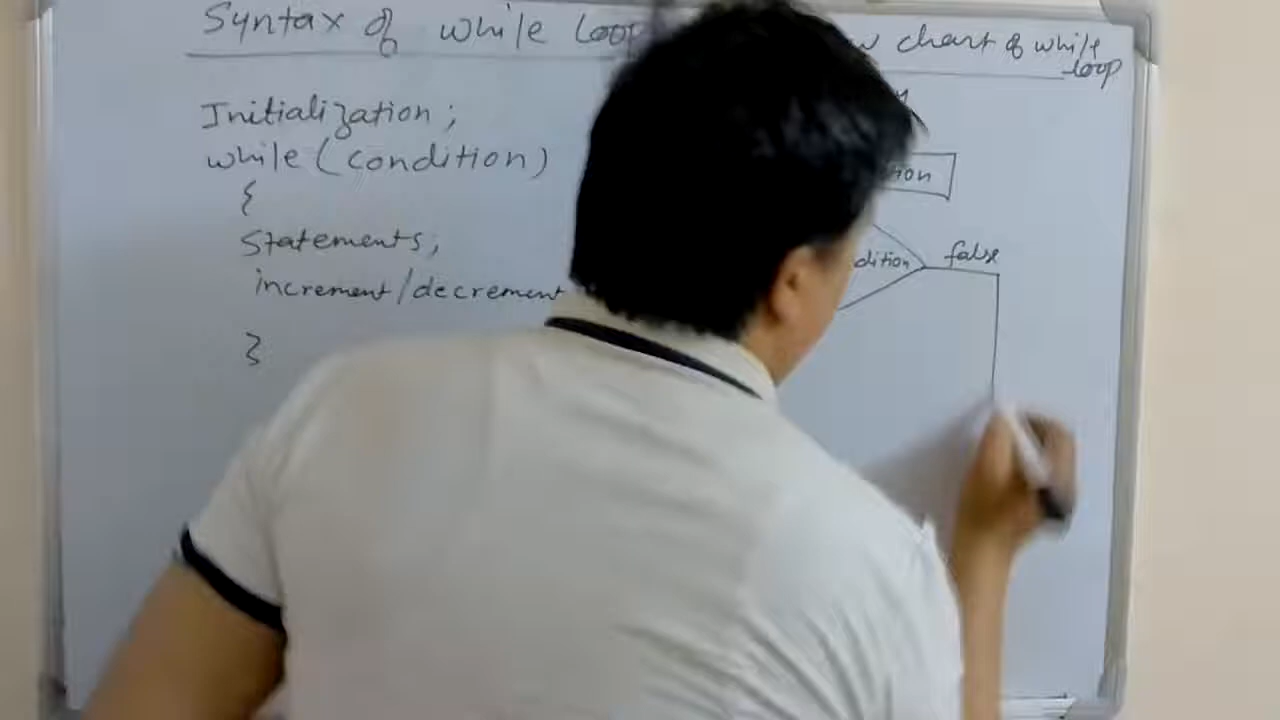 Syntax of while loop
Initialization;
while (condition)
{
Statements;
increment/decrement
}
chart of while
loop
false